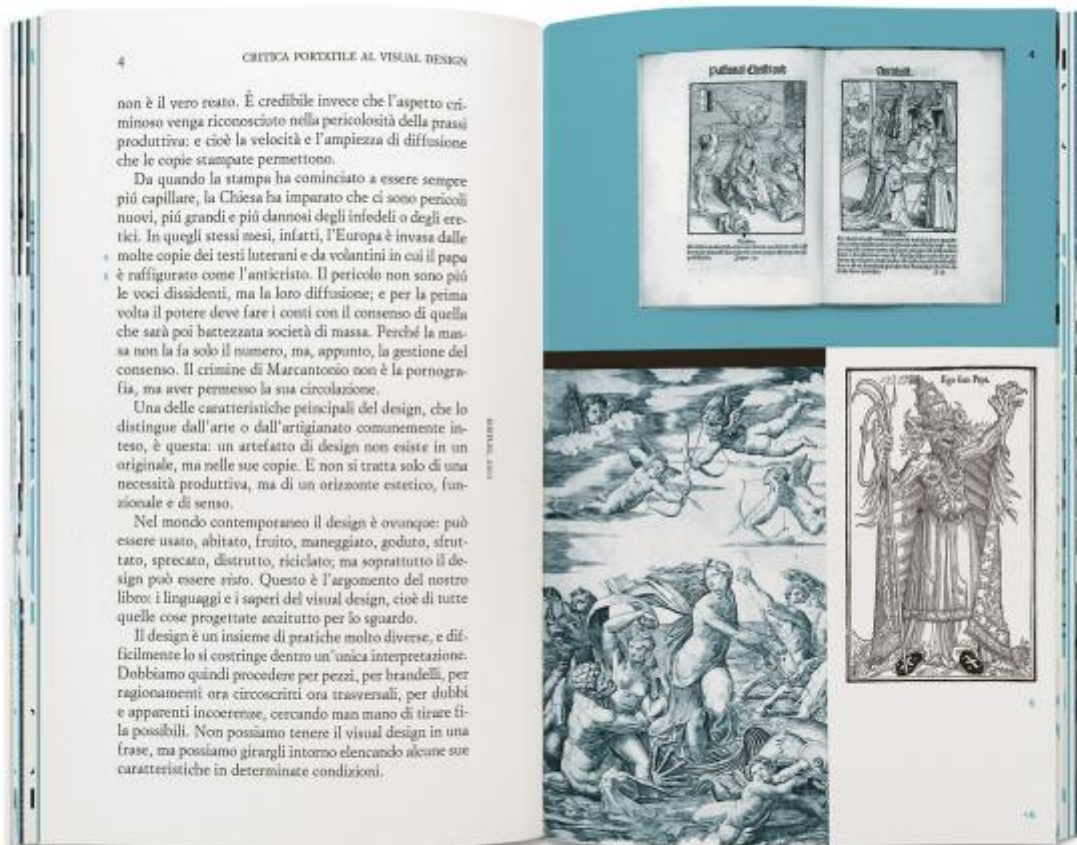 4
CRITICA PORTATILE AL VISUAL DESIGN
non è il vero reato. È credibile invece che l'aspetto cri-
minoso venga riconosciuto nella pericolosità della prassi
produttiva: e cioè la velocità e l'ampiezza di diffusione
che le copie stampate permettono.
Da quando la stampa ha cominciato a essere sempre
piú capillare, la Chiesa ha imparato che ci sono pericoli
nuovi, piú grandi e piú dannosi degli infedeli o degli ere-
tici. In quegli stessi mesi, infatti, l'Europa è invasa dalle
molte copie dei testi luterani e da volantini in cui il papa
è raffigurato come l'anticristo. Il pericolo non sono piú
le voci dissidenti, ma la loro diffusione; e per la prima
volta il potere deve fare i conti con il consenso di quella
che sarà poi battezzata società di massa. Perché la mas-
sa non la fa solo il numero, ma, appunto, la gestione del
consenso. Il crimine di Marcantonio non è la pornogra-
fia, ma aver permesso la sua circolazione.
Una delle caratteristiche principali del design, che lo
distingue dall'arte o dall'artigianato comunemente in-
teso, è questa: un artefatto di design non esiste in un
originale, ma nelle sue copie. E non si tratta solo di una
necessità produttiva, ma di un orizzonte estetico, fun-
zionale e di senso.
Nel mondo contemporaneo il design è ovunque: può
essere usato, abitato, fruito, maneggiato, goduto, sfrut-
tato, sprecato, distrutto, riciclato; ma soprattutto il de-
sign può essere visto. Questo è l'argomento del nostro
libro: i linguaggi e i saperi del visual design, cioè di tutte
quelle cose progettate anzitutto per lo sguardo.
Il design è un insieme di pratiche molto diverse, e dif-
ficilmente lo si costringe dentro un'unica interpretazione.
Dobbiamo quindi procedere per pezzi, per brandelli, per
ragionamenti ora circoscritti ora trasversali, per dubbi
e apparenti incoerenze, cercando man mano di tirare fi-
la possibili. Non possiamo tenere il visual design in una
frase, ma possiamo girargli intorno elencando alcune sue
caratteristiche in determinate condizioni.
4
Passional Christi und
Antichristi.
Ego sum Papa.
5